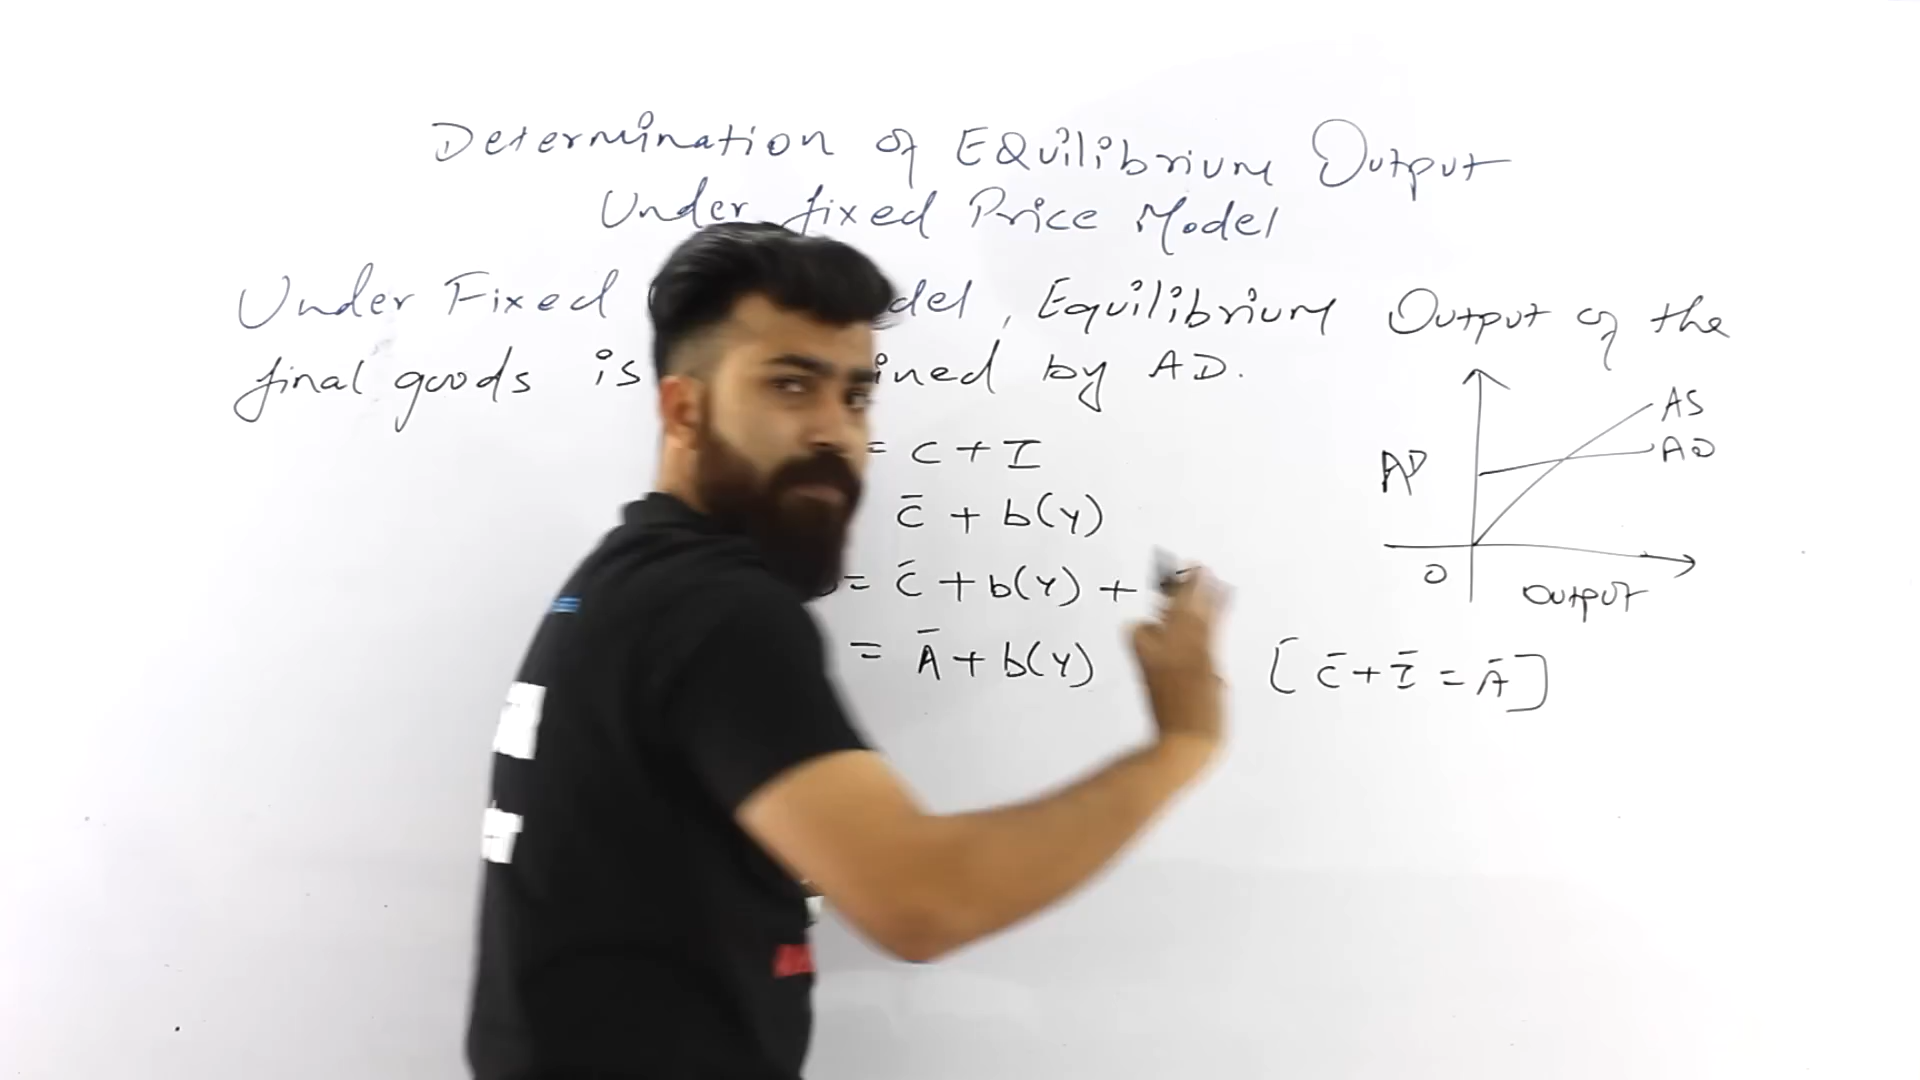 Determination of EQuilibrium Output
Under fixed Price Model
Under Fixed del, Equilibrium Output of the
final goods is ined by AD.
= C + I
C̄ + b(Y)
= C̄ + b(Y) +
= Ā + b(Y) [C̄ + Ī = Ā]
AS
AD
AD
O
Output